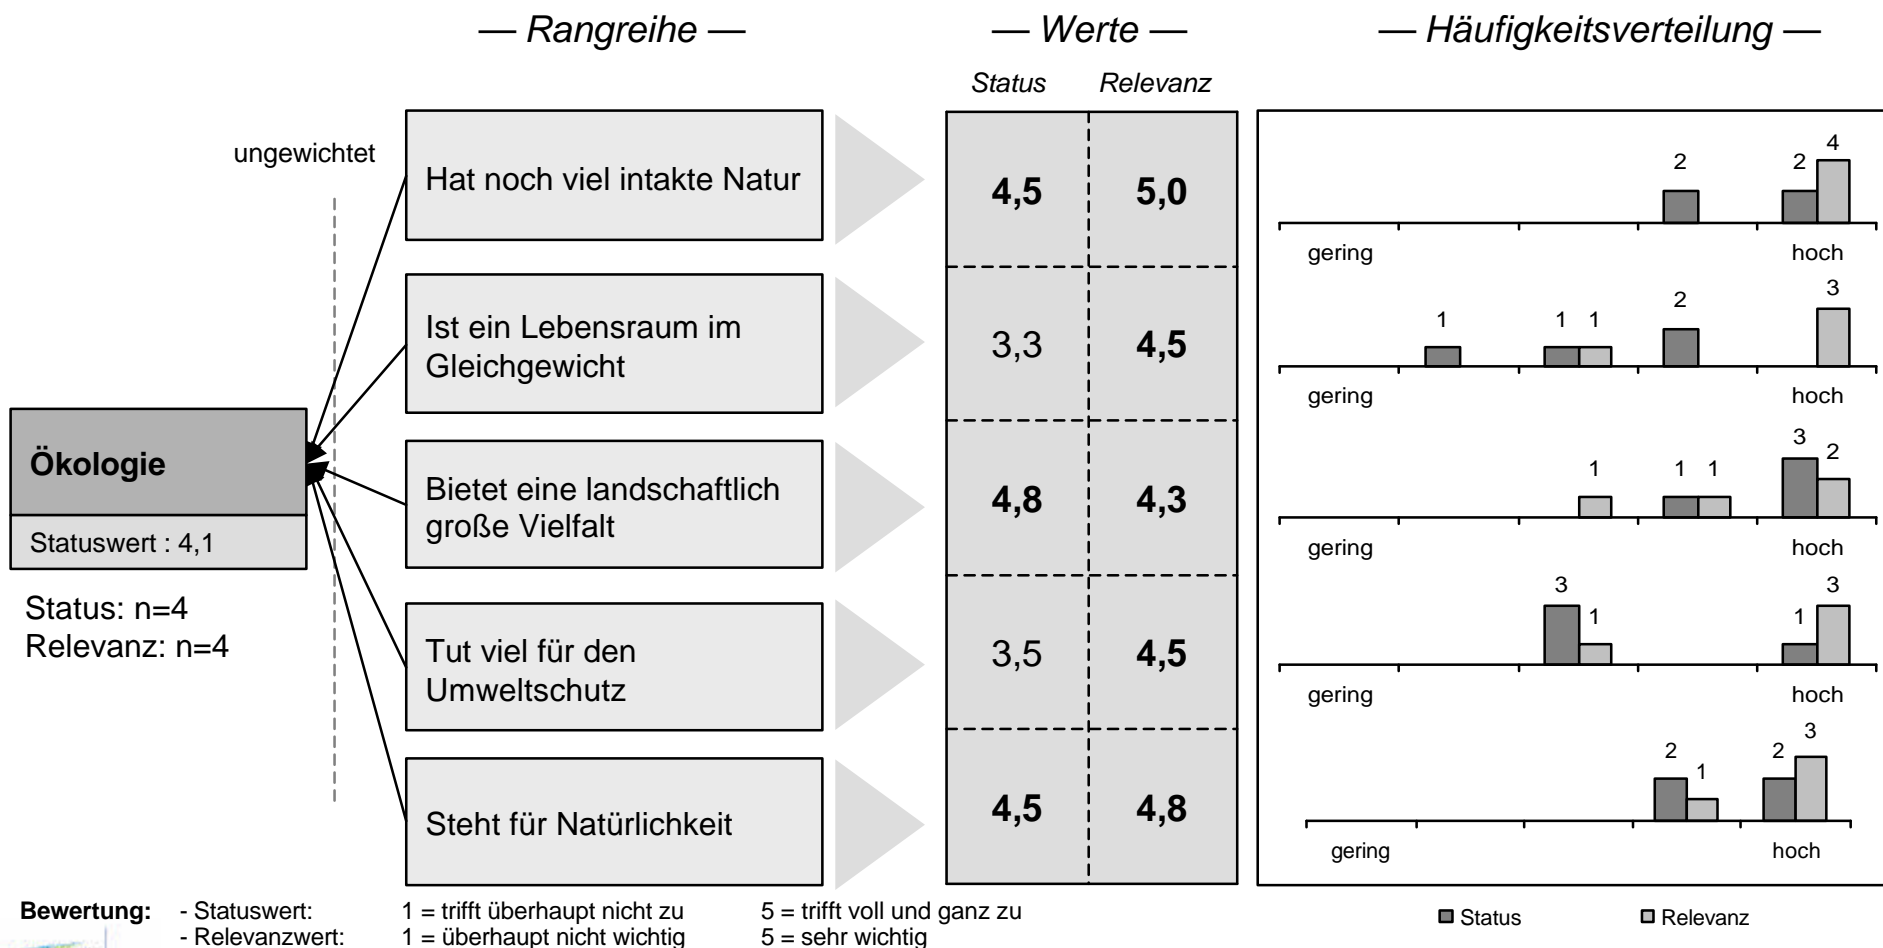 — Rangreihe —
— Werte —
— Häufigkeitsverteilung —
Status
Relevanz
ungewichtet
Hat noch viel intakte Natur
4,5
5,0
2
2
4
gering
hoch
Ist ein Lebensraum im
Gleichgewicht
3,3
4,5
1
1
1
2
3
gering
hoch
Ökologie
Statuswert : 4,1
Status: n=4
Relevanz: n=4
Bietet eine landschaftlich
große Vielfalt
4,8
4,3
1
1
1
3
2
gering
hoch
Tut viel für den
Umweltschutz
3,5
4,5
3
1
1
3
gering
hoch
Steht für Natürlichkeit
4,5
4,8
2
1
2
3
gering
hoch
Bewertung: - Statuswert: 1 = trifft überhaupt nicht zu 5 = trifft voll und ganz zu
- Relevanzwert: 1 = überhaupt nicht wichtig 5 = sehr wichtig
Status
Relevanz